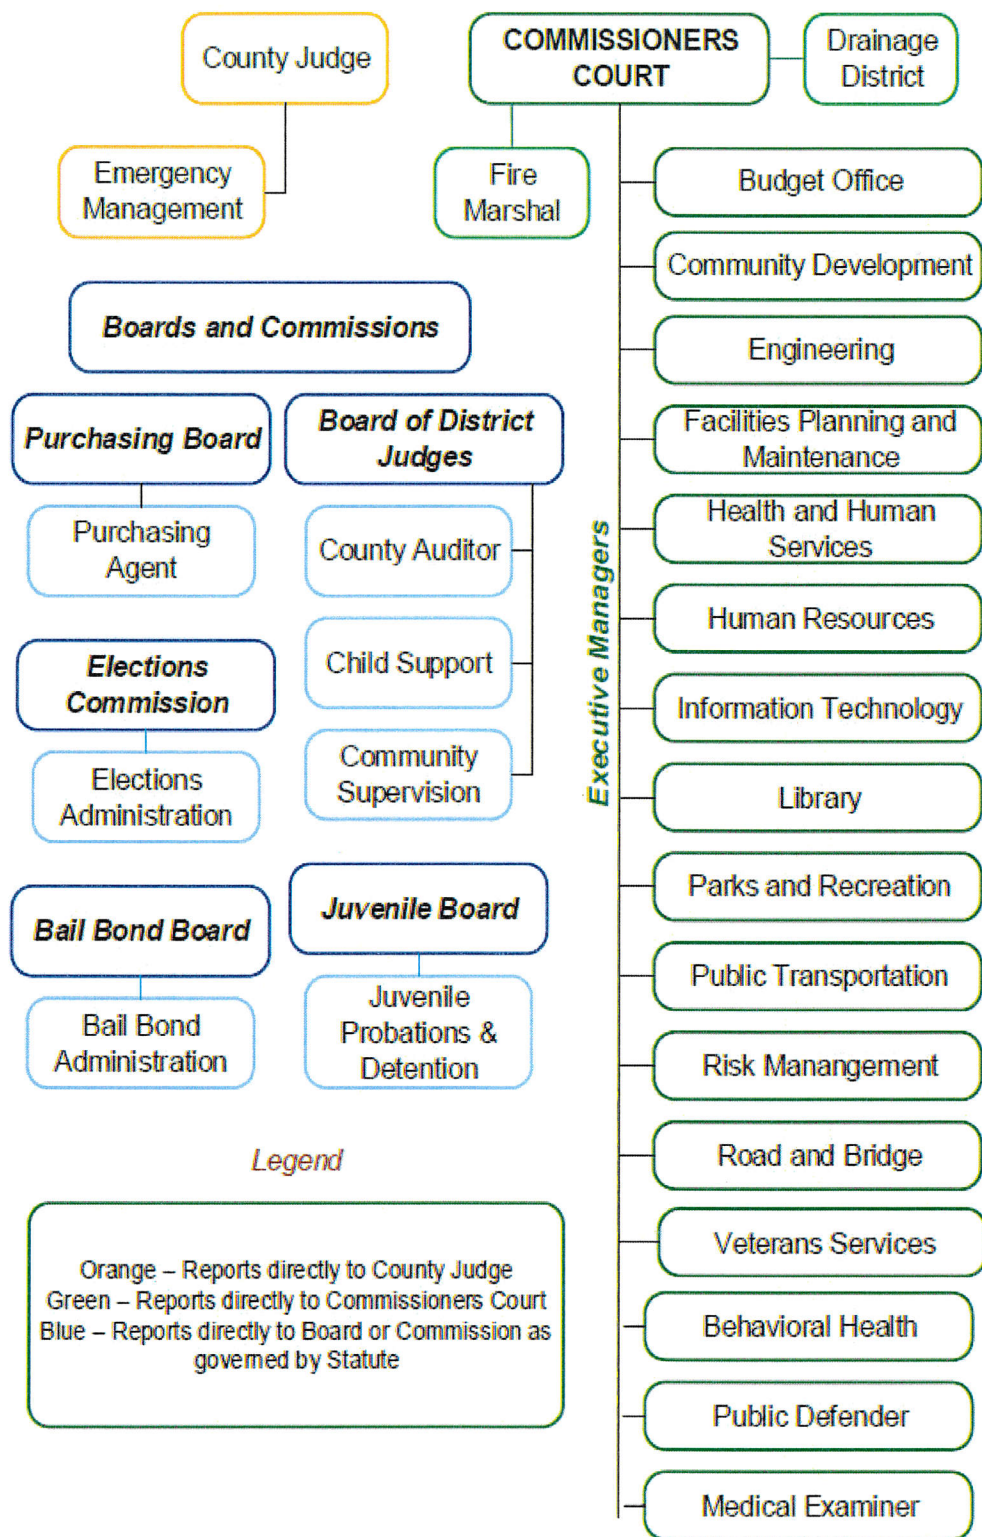 County Judge
COMMISSIONERS
COURT
Drainage
District
Emergency
Management
Fire
Marshal
Boards and Commissions
Purchasing Board
Purchasing
Agent
Board of District
Judges
County Auditor
Child Support
Community
Supervision
Elections
Commission
Elections
Administration
Bail Bond Board
Bail Bond
Administration
Juvenile Board
Juvenile
Probations &
Detention
Executive Managers
Budget Office
Community Development
Engineering
Facilities Planning and
Maintenance
Health and Human
Services
Human Resources
Information Technology
Library
Parks and Recreation
Public Transportation
Risk Manangement
Road and Bridge
Veterans Services
Behavioral Health
Public Defender
Medical Examiner
Legend
Orange – Reports directly to County Judge
Green – Reports directly to Commissioners Court
Blue – Reports directly to Board or Commission as
governed by Statute